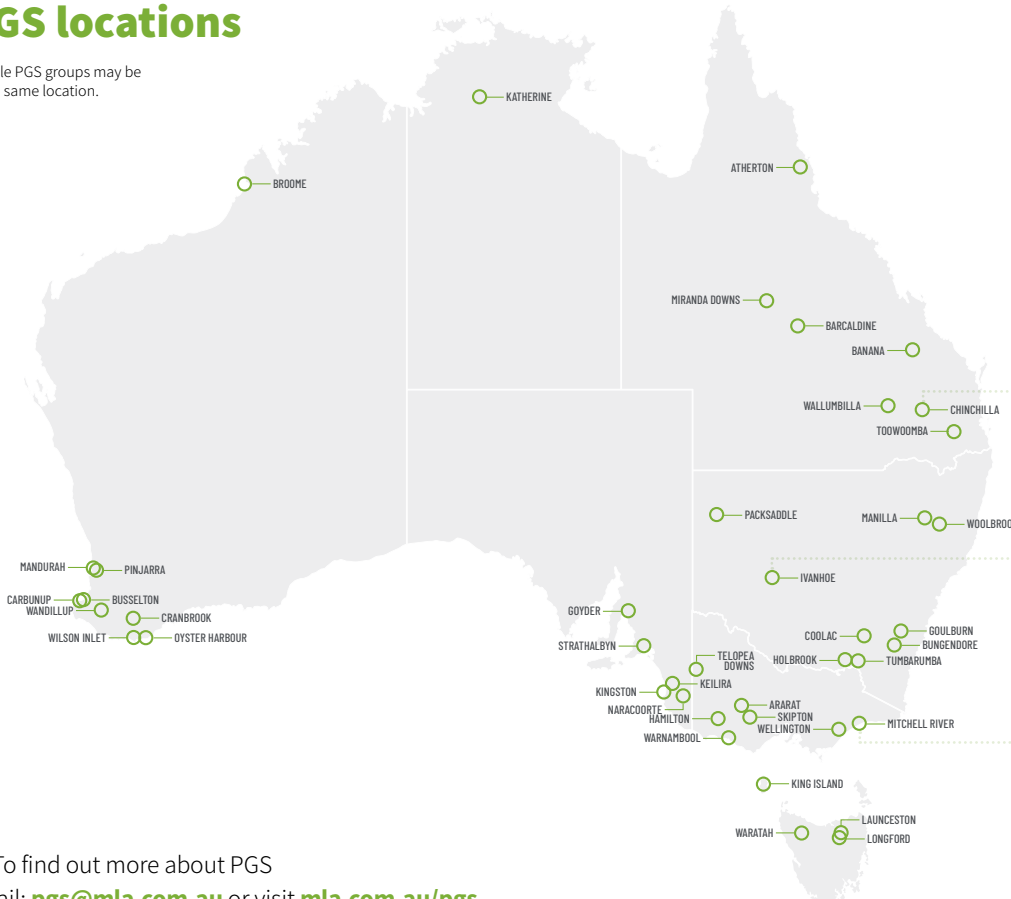 GS locations
le PGS groups may be
same location.
KATHERINE
BROOME
ATHERTON
MIRANDA DOWNS
BARCALDINE
BANANA
WALLUMBILLA
CHINCHILLA
TOOWOOMBA
PACKSADDLE
MANILLA
WOOLBROO
IVANHOE
MANDURAH
PINJARRA
CARBUNUP
BUSSELTON
WANDILLUP
CRANBROOK
WILSON INLET
OYSTER HARBOUR
GOYDER
STRATHALBYN
COOLAC
GOULBURN
BUNGENDORE
HOLBROOK
TUMBARUMBA
TELOPEA
DOWNS
KEILIRA
KINGSTON
NARACOORTE
HAMILTON
ARARAT
SKIPTON
WELLINGTON
MITCHELL RIVER
WARNAMBOOL
KING ISLAND
LAUNCESTON
WARATAH
LONGFORD
To find out more about PGS
il: pgs@mla.com.au or visit mla.com.au/pgs